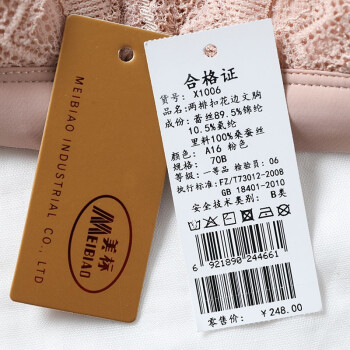 MEIBIAO INDUSTRIAL CO., LTD
美标
MEIBIAO
合格证
货号: X1006
品名: 两排扣花边文胸
成份: 蕾丝89.5%锦纶
10.5%氨纶
里料100%桑蚕丝
颜色: A16 粉色
规格: 70B
等级: 一等品 检验员: 06
执行标准: FZ/T73012-2008
GB 18401-2010
安全技术类别: B类
6 921890 244661
零售价: ¥248.00